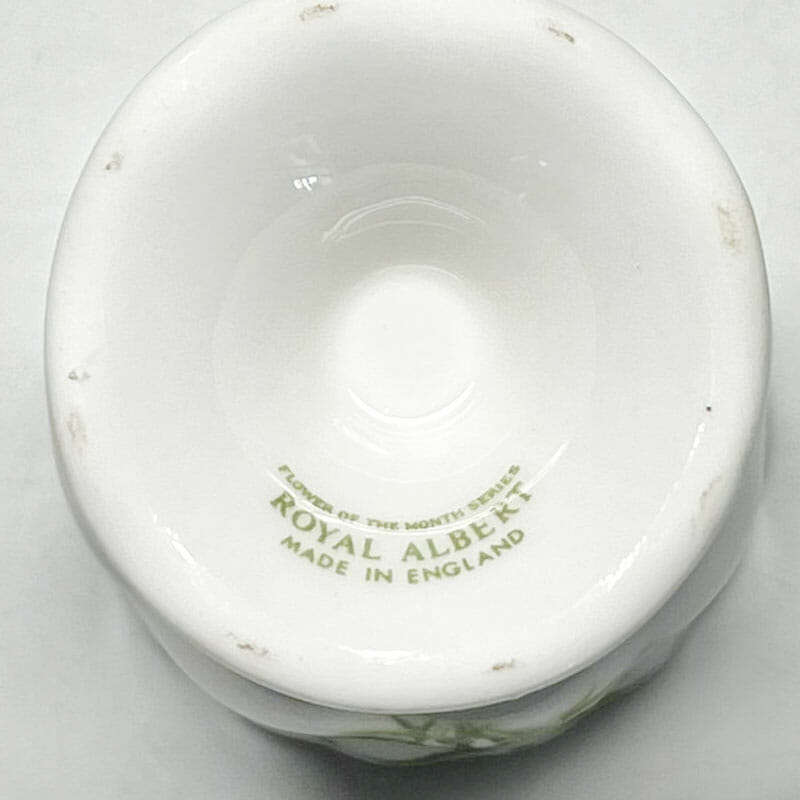 FLOWER OF THE MONTH SERIES
ROYAL ALBERT
MADE IN ENGLAND